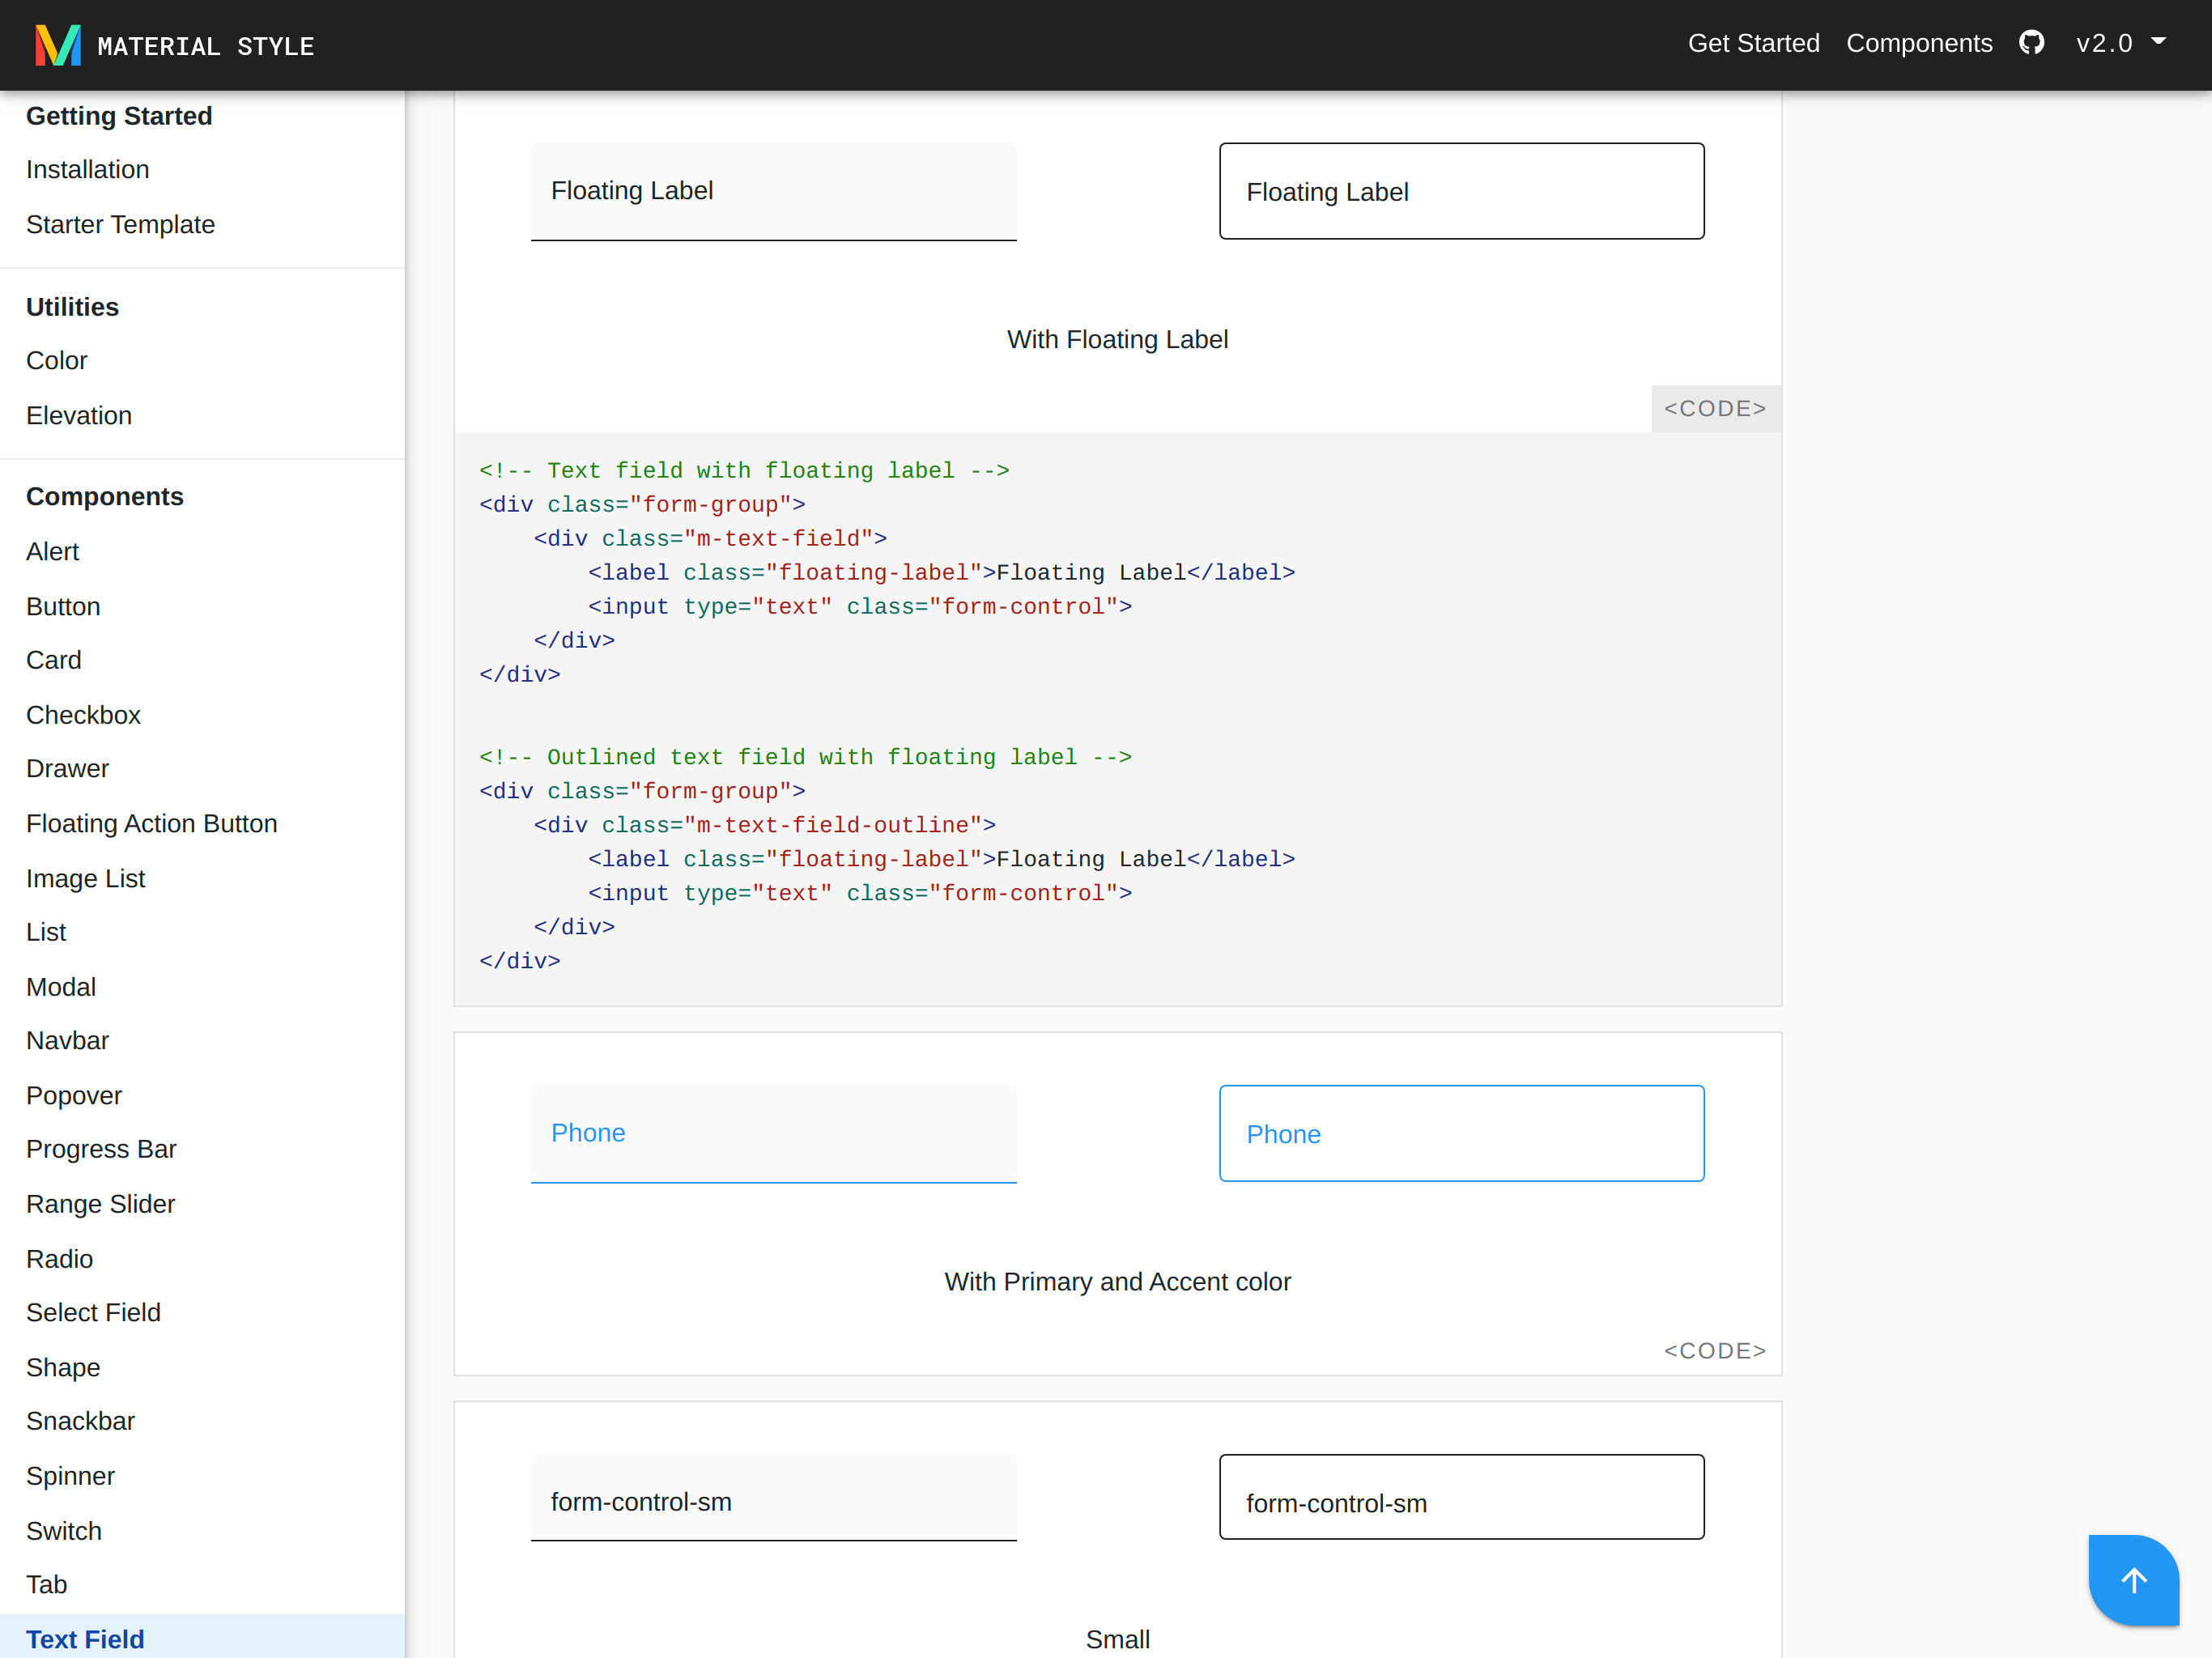 MATERIAL STYLE
Get Started
Components
v2.0
Getting Started
Installation
Starter Template
Utilities
Color
Elevation
Components
Alert
Button
Card
Checkbox
Drawer
Floating Action Button
Image List
List
Modal
Navbar
Popover
Progress Bar
Range Slider
Radio
Select Field
Shape
Snackbar
Spinner
Switch
Tab
Text Field
Floating Label
Floating Label
With Floating Label
<CODE>
<!-- Text field with floating label -->
<div class="form-group">
    <div class="m-text-field">
        <label class="floating-label">Floating Label</label>
        <input type="text" class="form-control">
    </div>
</div>
<!-- Outlined text field with floating label -->
<div class="form-group">
    <div class="m-text-field-outline">
        <label class="floating-label">Floating Label</label>
        <input type="text" class="form-control">
    </div>
</div>
Phone
Phone
With Primary and Accent color
<CODE>
form-control-sm
form-control-sm
Small